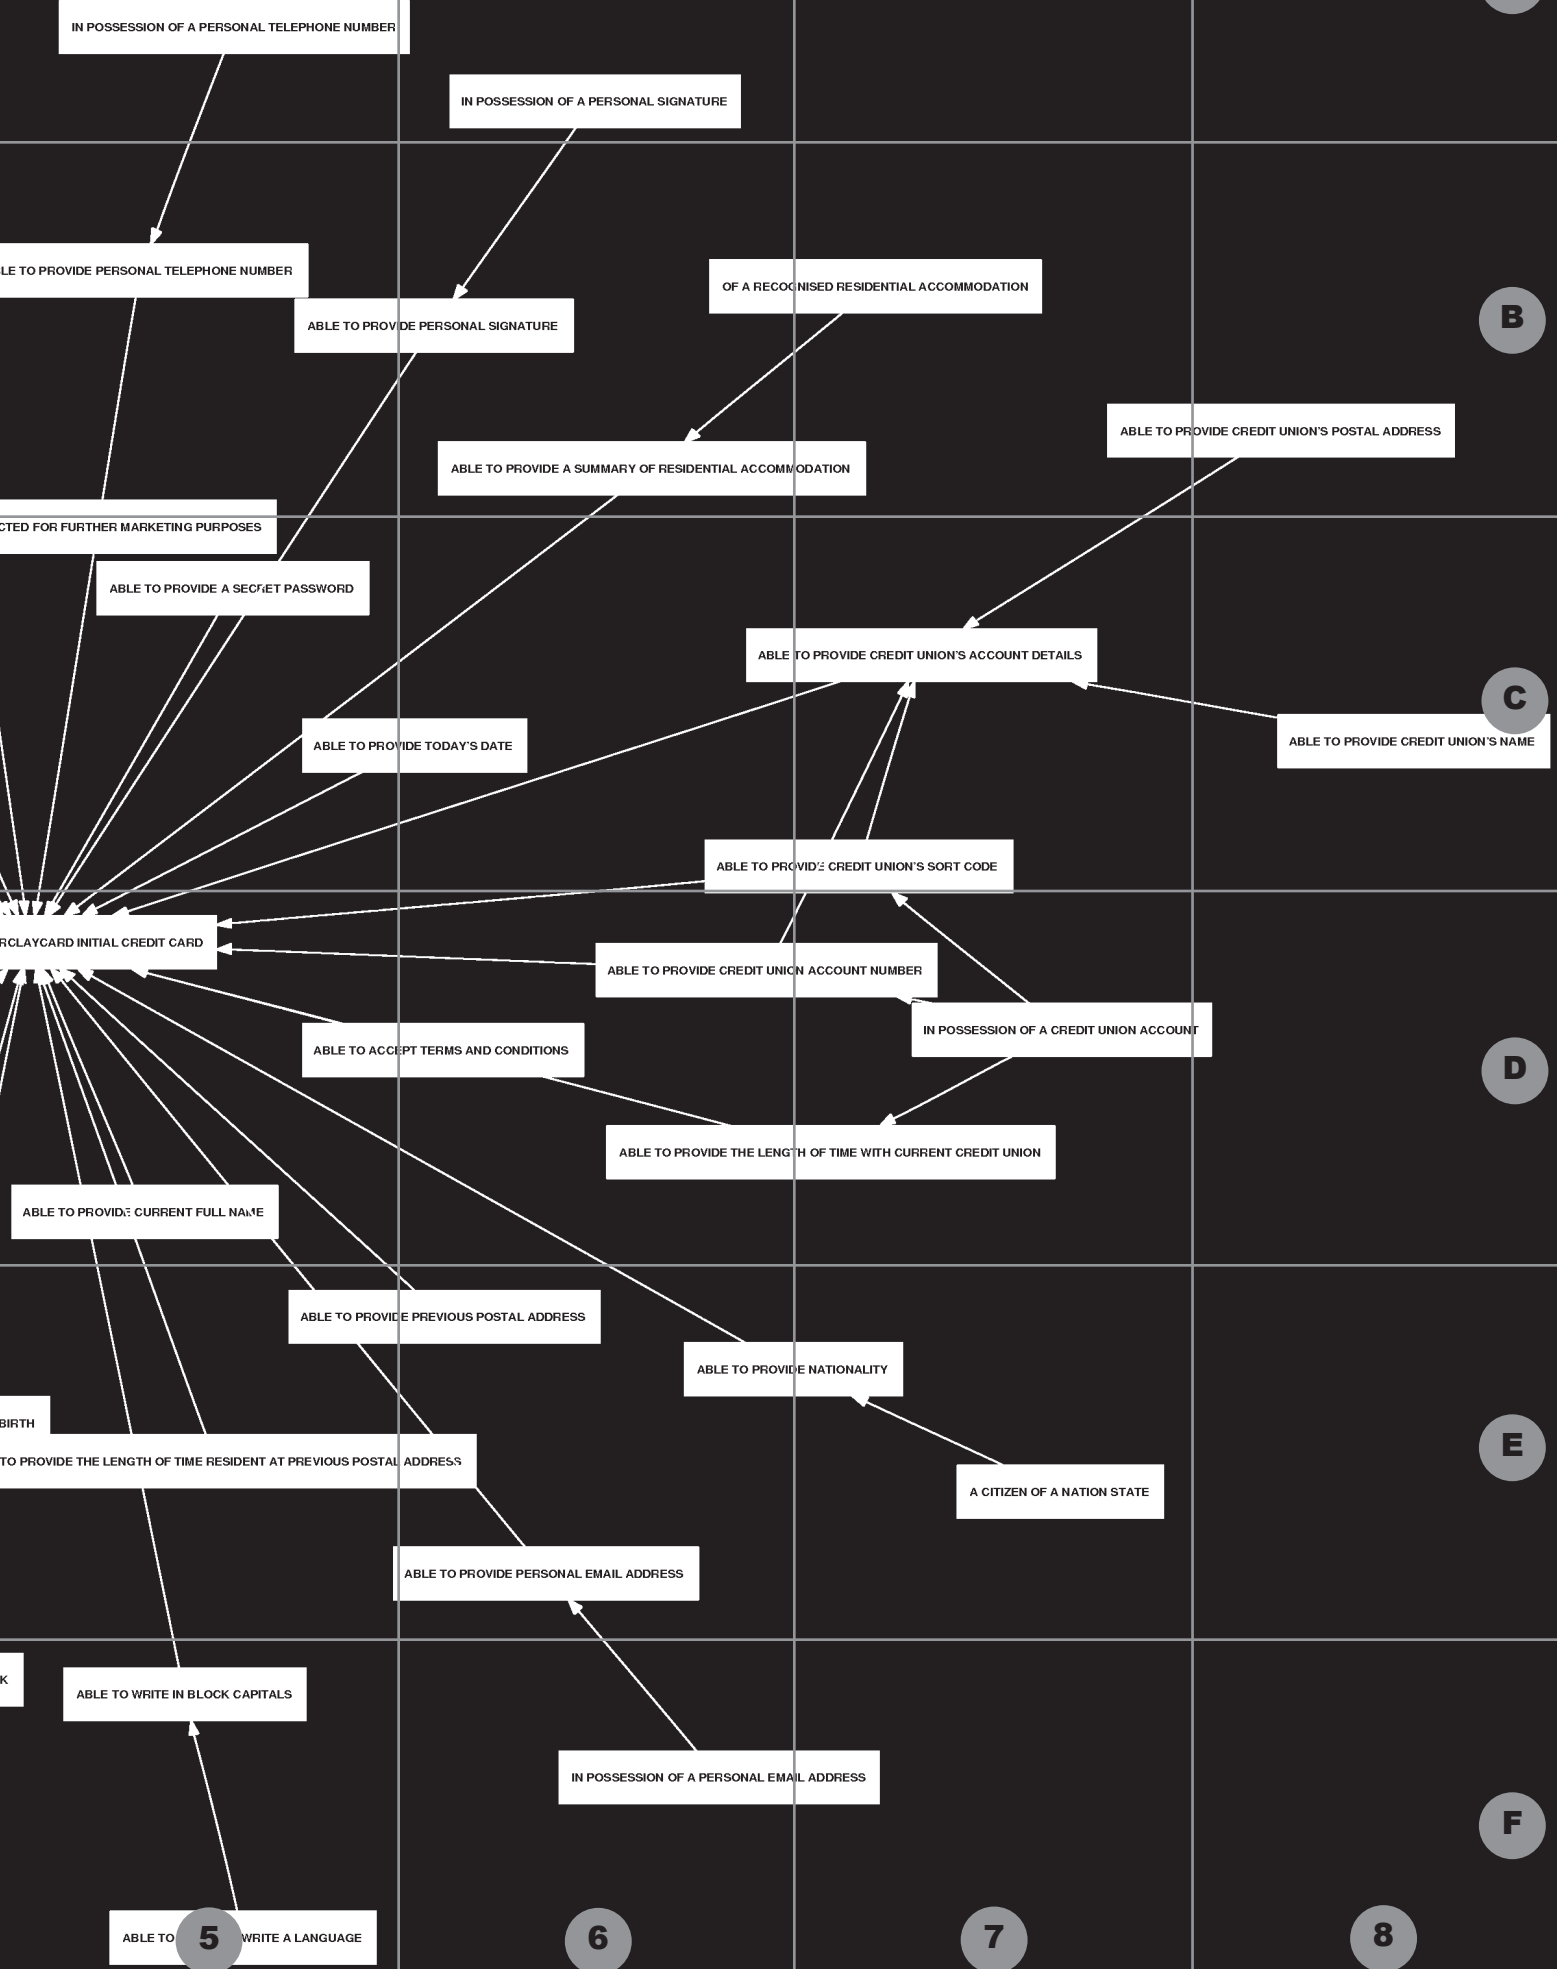 IN POSSESSION OF A PERSONAL TELEPHONE NUMBER
IN POSSESSION OF A PERSONAL SIGNATURE
LE TO PROVIDE PERSONAL TELEPHONE NUMBER
OF A RECOGNISED RESIDENTIAL ACCOMMODATION
B
ABLE TO PROVIDE PERSONAL SIGNATURE
ABLE TO PROVIDE CREDIT UNION'S POSTAL ADDRESS
ABLE TO PROVIDE A SUMMARY OF RESIDENTIAL ACCOMMODATION
CTED FOR FURTHER MARKETING PURPOSES
ABLE TO PROVIDE A SECRET PASSWORD
ABLE TO PROVIDE CREDIT UNION'S ACCOUNT DETAILS
C
ABLE TO PROVIDE CREDIT UNION'S NAME
ABLE TO PROVIDE TODAY'S DATE
ABLE TO PROVIDE CREDIT UNION'S SORT CODE
RCLAYCARD INITIAL CREDIT CARD
ABLE TO PROVIDE CREDIT UNION ACCOUNT NUMBER
IN POSSESSION OF A CREDIT UNION ACCOUNT
ABLE TO ACCEPT TERMS AND CONDITIONS
D
ABLE TO PROVIDE THE LENGTH OF TIME WITH CURRENT CREDIT UNION
ABLE TO PROVIDE CURRENT FULL NAME
ABLE TO PROVIDE PREVIOUS POSTAL ADDRESS
ABLE TO PROVIDE NATIONALITY
BIRTH
E
TO PROVIDE THE LENGTH OF TIME RESIDENT AT PREVIOUS POSTAL ADDRESS
A CITIZEN OF A NATION STATE
ABLE TO PROVIDE PERSONAL EMAIL ADDRESS
K
ABLE TO WRITE IN BLOCK CAPITALS
IN POSSESSION OF A PERSONAL EMAIL ADDRESS
F
ABLE TO WRITE A LANGUAGE
5
6
7
8